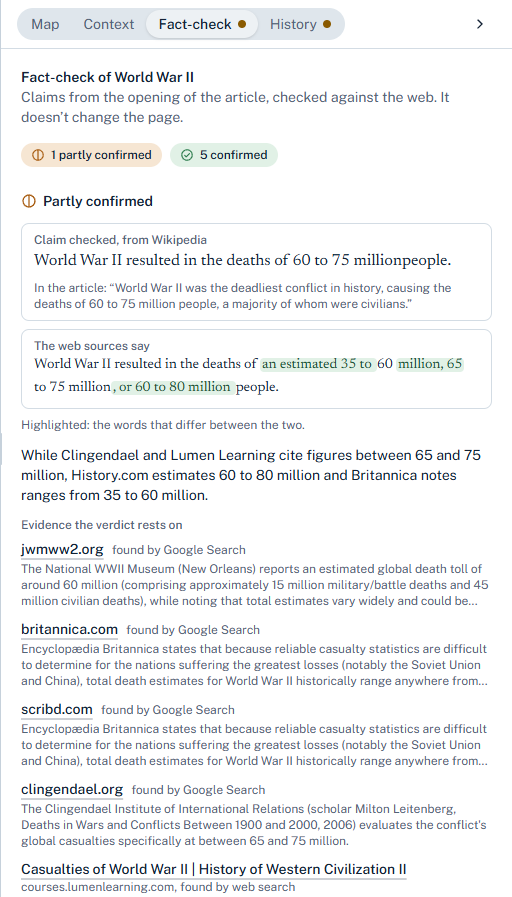 Map Context Fact-check History
Fact-check of World War II
Claims from the opening of the article, checked against the web. It
doesn't change the page.
1 partly confirmed 5 confirmed
Partly confirmed
Claim checked, from Wikipedia
World War II resulted in the deaths of 60 to 75 millionpeople.
In the article: “World War II was the deadliest conflict in history, causing the
deaths of 60 to 75 million people, a majority of whom were civilians.”
The web sources say
World War II resulted in the deaths of an estimated 35 to 60 million, 65
to 75 million, or 60 to 80 million people.
Highlighted: the words that differ between the two.
While Clingendael and Lumen Learning cite figures between 65 and 75
million, History.com estimates 60 to 80 million and Britannica notes
ranges from 35 to 60 million.
Evidence the verdict rests on
jwmww2.org found by Google Search
The National WWII Museum (New Orleans) reports an estimated global death toll of
around 60 million (comprising approximately 15 million military/battle deaths and 45
million civilian deaths), while noting that total estimates vary widely and could be...
britannica.com found by Google Search
Encyclopædia Britannica states that because reliable casualty statistics are difficult
to determine for the nations suffering the greatest losses (notably the Soviet Union
and China), total death estimates for World War II historically range anywhere from...
scribd.com found by Google Search
Encyclopædia Britannica states that because reliable casualty statistics are difficult
to determine for the nations suffering the greatest losses (notably the Soviet Union
and China), total death estimates for World War II historically range anywhere from...
clingendael.org found by Google Search
The Clingendael Institute of International Relations (scholar Milton Leitenberg,
Deaths in Wars and Conflicts Between 1900 and 2000, 2006) evaluates the conflict's
global casualties specifically at between 65 and 75 million.
Casualties of World War II | History of Western Civilization II
courses.lumenlearning.com, found by web search